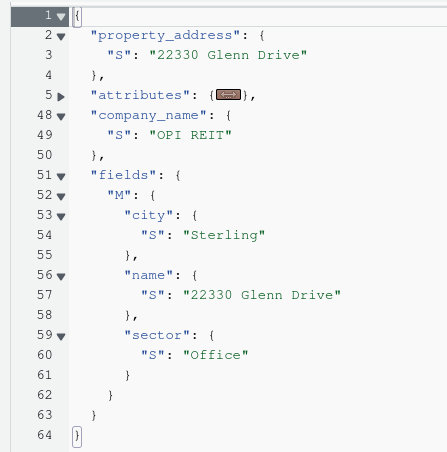 1 {
2 "property_address": {
3 "S": "22330 Glenn Drive"
4 },
5 "attributes": {↔},
48 "company_name": {
49 "S": "OPI REIT"
50 },
51 "fields": {
52 "M": {
53 "city": {
54 "S": "Sterling"
55 },
56 "name": {
57 "S": "22330 Glenn Drive"
58 },
59 "sector": {
60 "S": "Office"
61 }
62 }
63 }
64 }